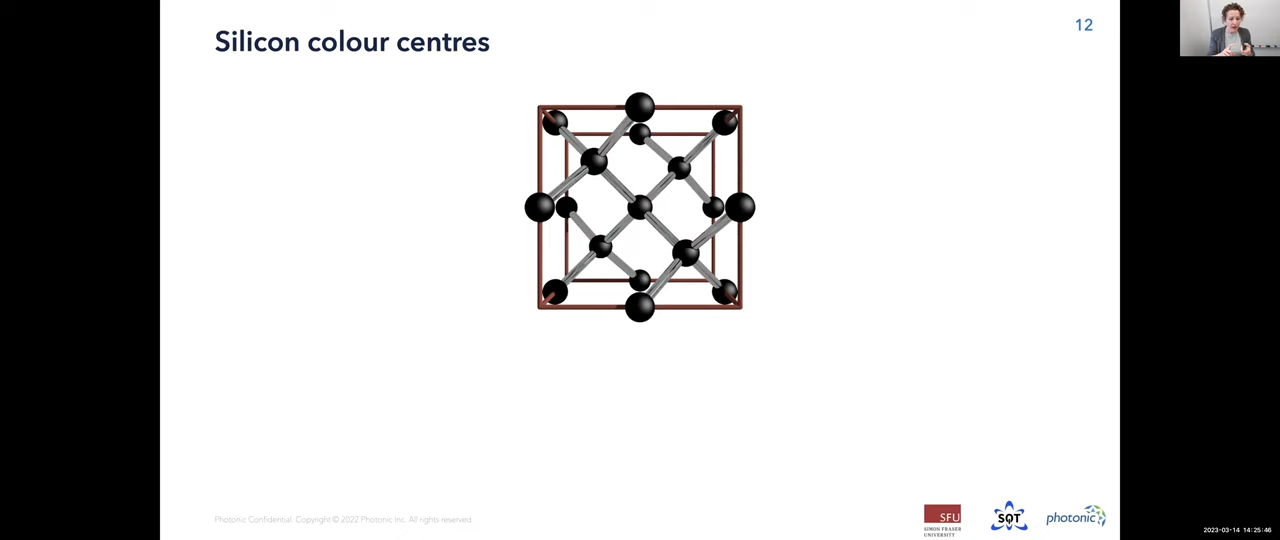 Silicon colour centres
12
Photonic Confidential. Copyright © 2022 Photonic Inc. All rights reserved.
SFU
SIMON FRASER
UNIVERSITY
SQT
photonic
2023-03-14 14:25:46